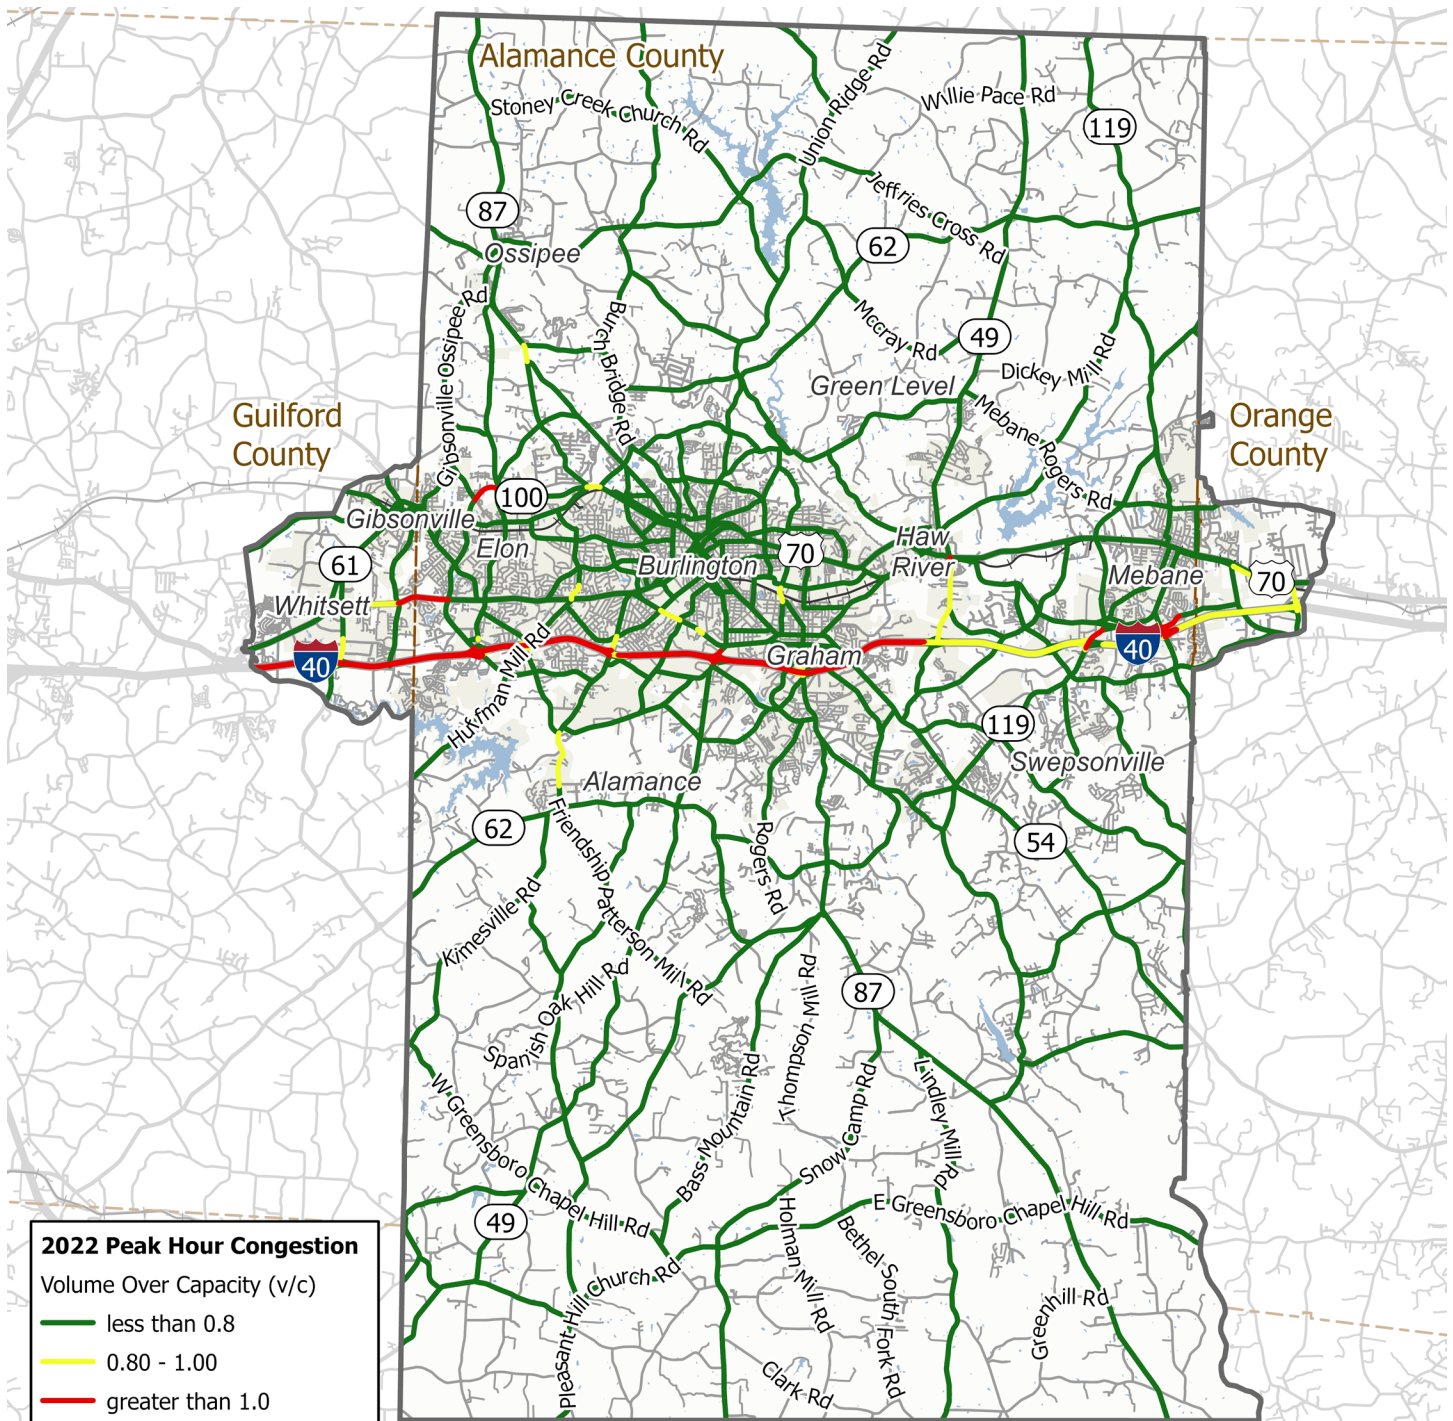 Alamance County
Stoney Creek Church Rd
Union Ridge Rd
Willie Pace Rd
119
87
Jeffries Cross Rd
62
Ossipee
Gibsonville Ossipee Rd
Burch Bridge Rd
Mccray Rd
49
Dickey Mill Rd
Green Level
Mebane Rogers Rd
Guilford
County
Orange
County
100
Gibsonville
Elon
Haw
River
70
Burlington
61
Mebane
70
Whitsett
40
Huffman Mill Rd
Graham
40
119
Swepsonville
Alamance
62
54
Friendship Patterson Mill Rd
Rogers Rd
Kimesville Rd
Spanish Oak Hill Rd
Thompson Mill Rd
87
W Greensboro Chapel Hill Rd
Bass Mountain Rd
Snow Camp Rd
Lindley Mill Rd
E Greensboro Chapel Hill Rd
49
Holman Mill Rd
Bethel South Fork Rd
Pleasant Hill Church Rd
Greenhill Rd
Clark Rd
2022 Peak Hour Congestion
Volume Over Capacity (v/c)
less than 0.8
0.80 - 1.00
greater than 1.0